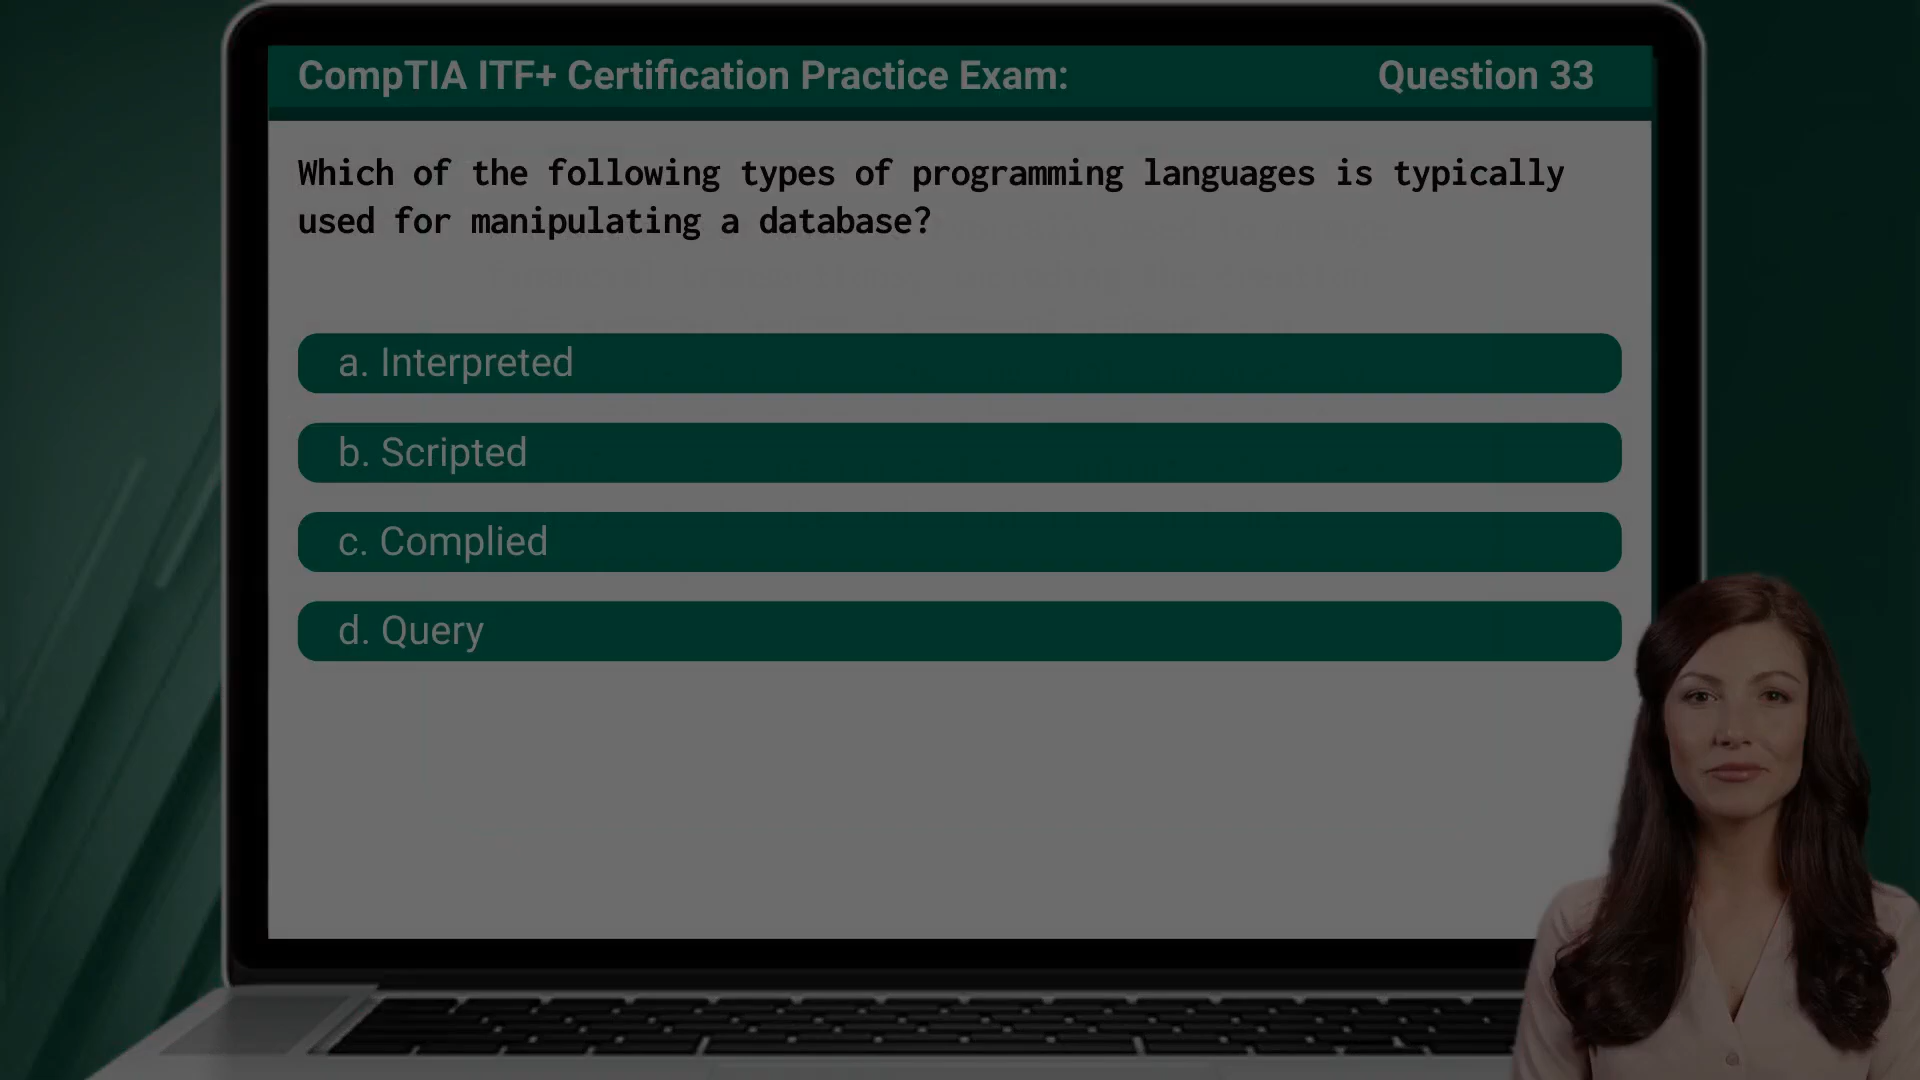 CompTIA ITF+ Certification Practice Exam:
Question 33
Which of the following types of programming languages is typically
used for manipulating a database?
a. Interpreted
b. Scripted
c. Complied
d. Query